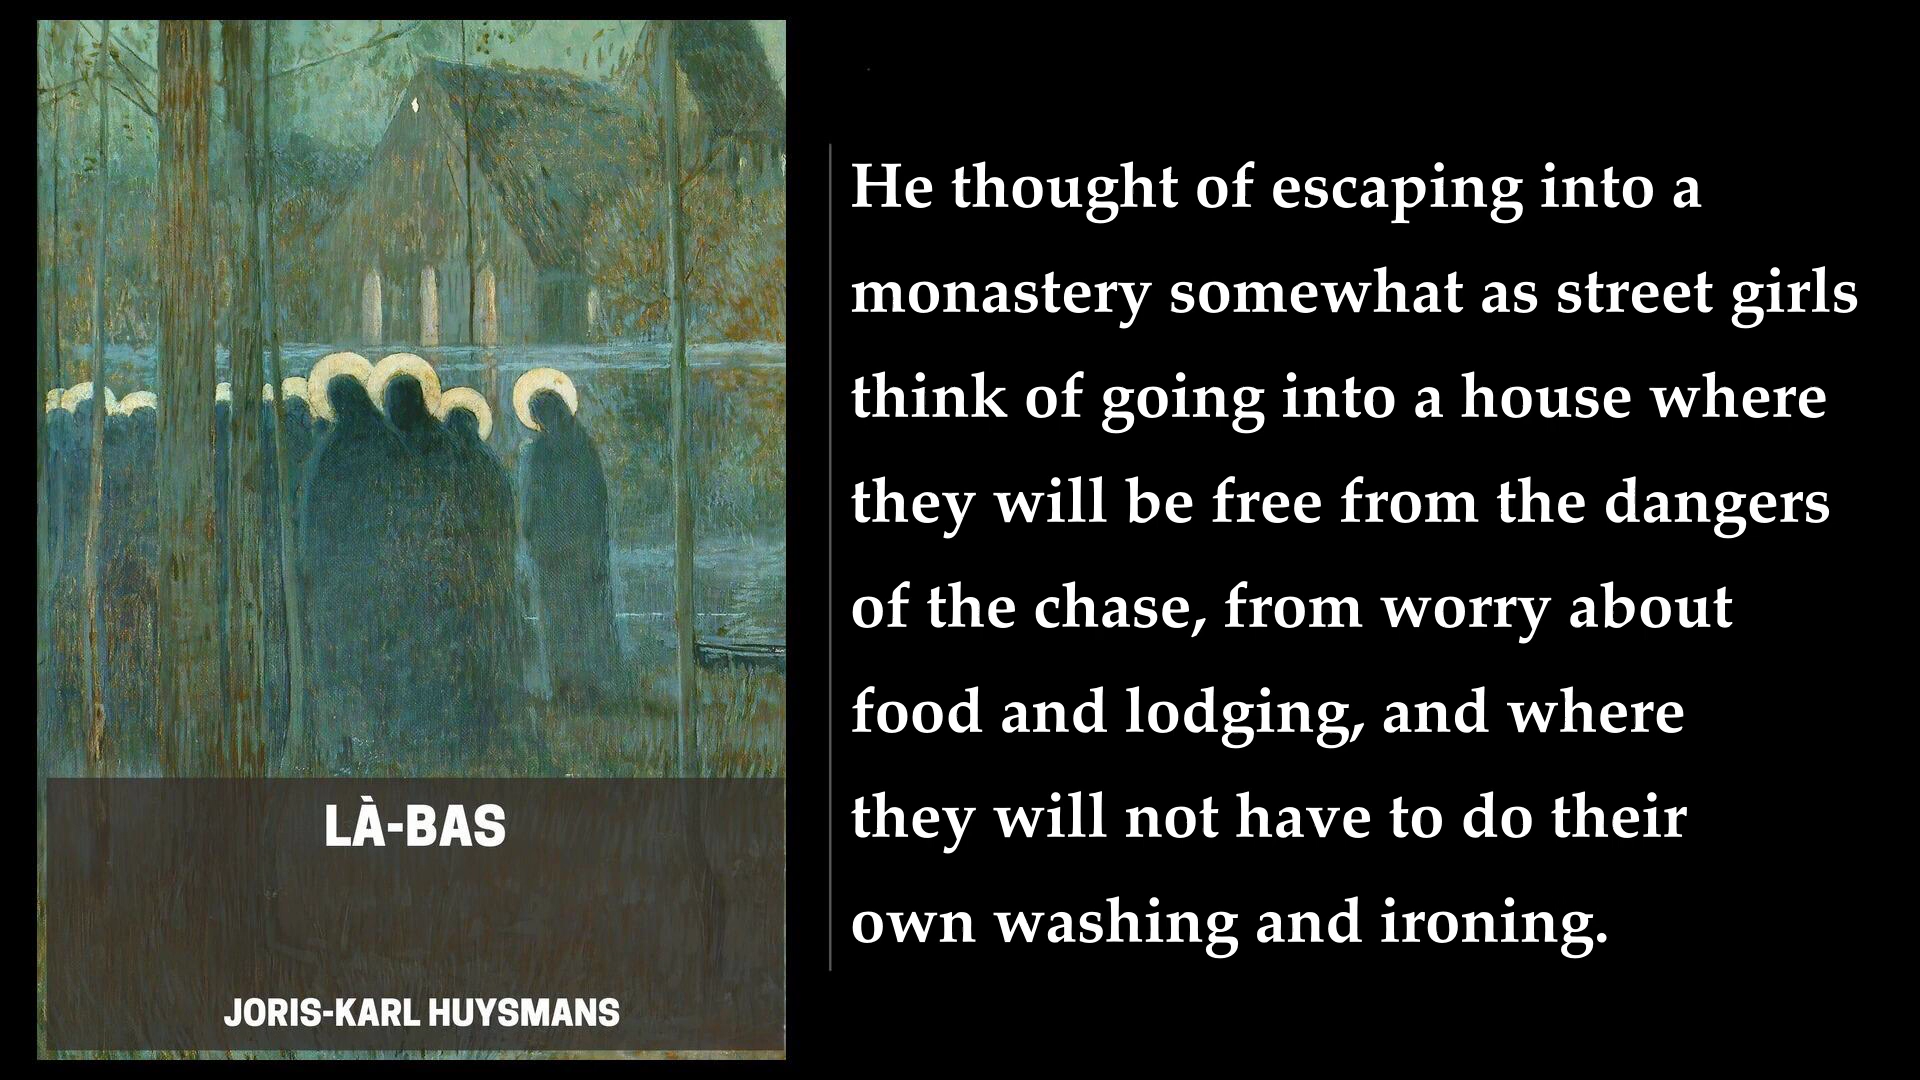 LÀ-BAS
JORIS-KARL HUYSMANS
He thought of escaping into a
monastery somewhat as street girls
think of going into a house where
they will be free from the dangers
of the chase, from worry about
food and lodging, and where
they will not have to do their
own washing and ironing.